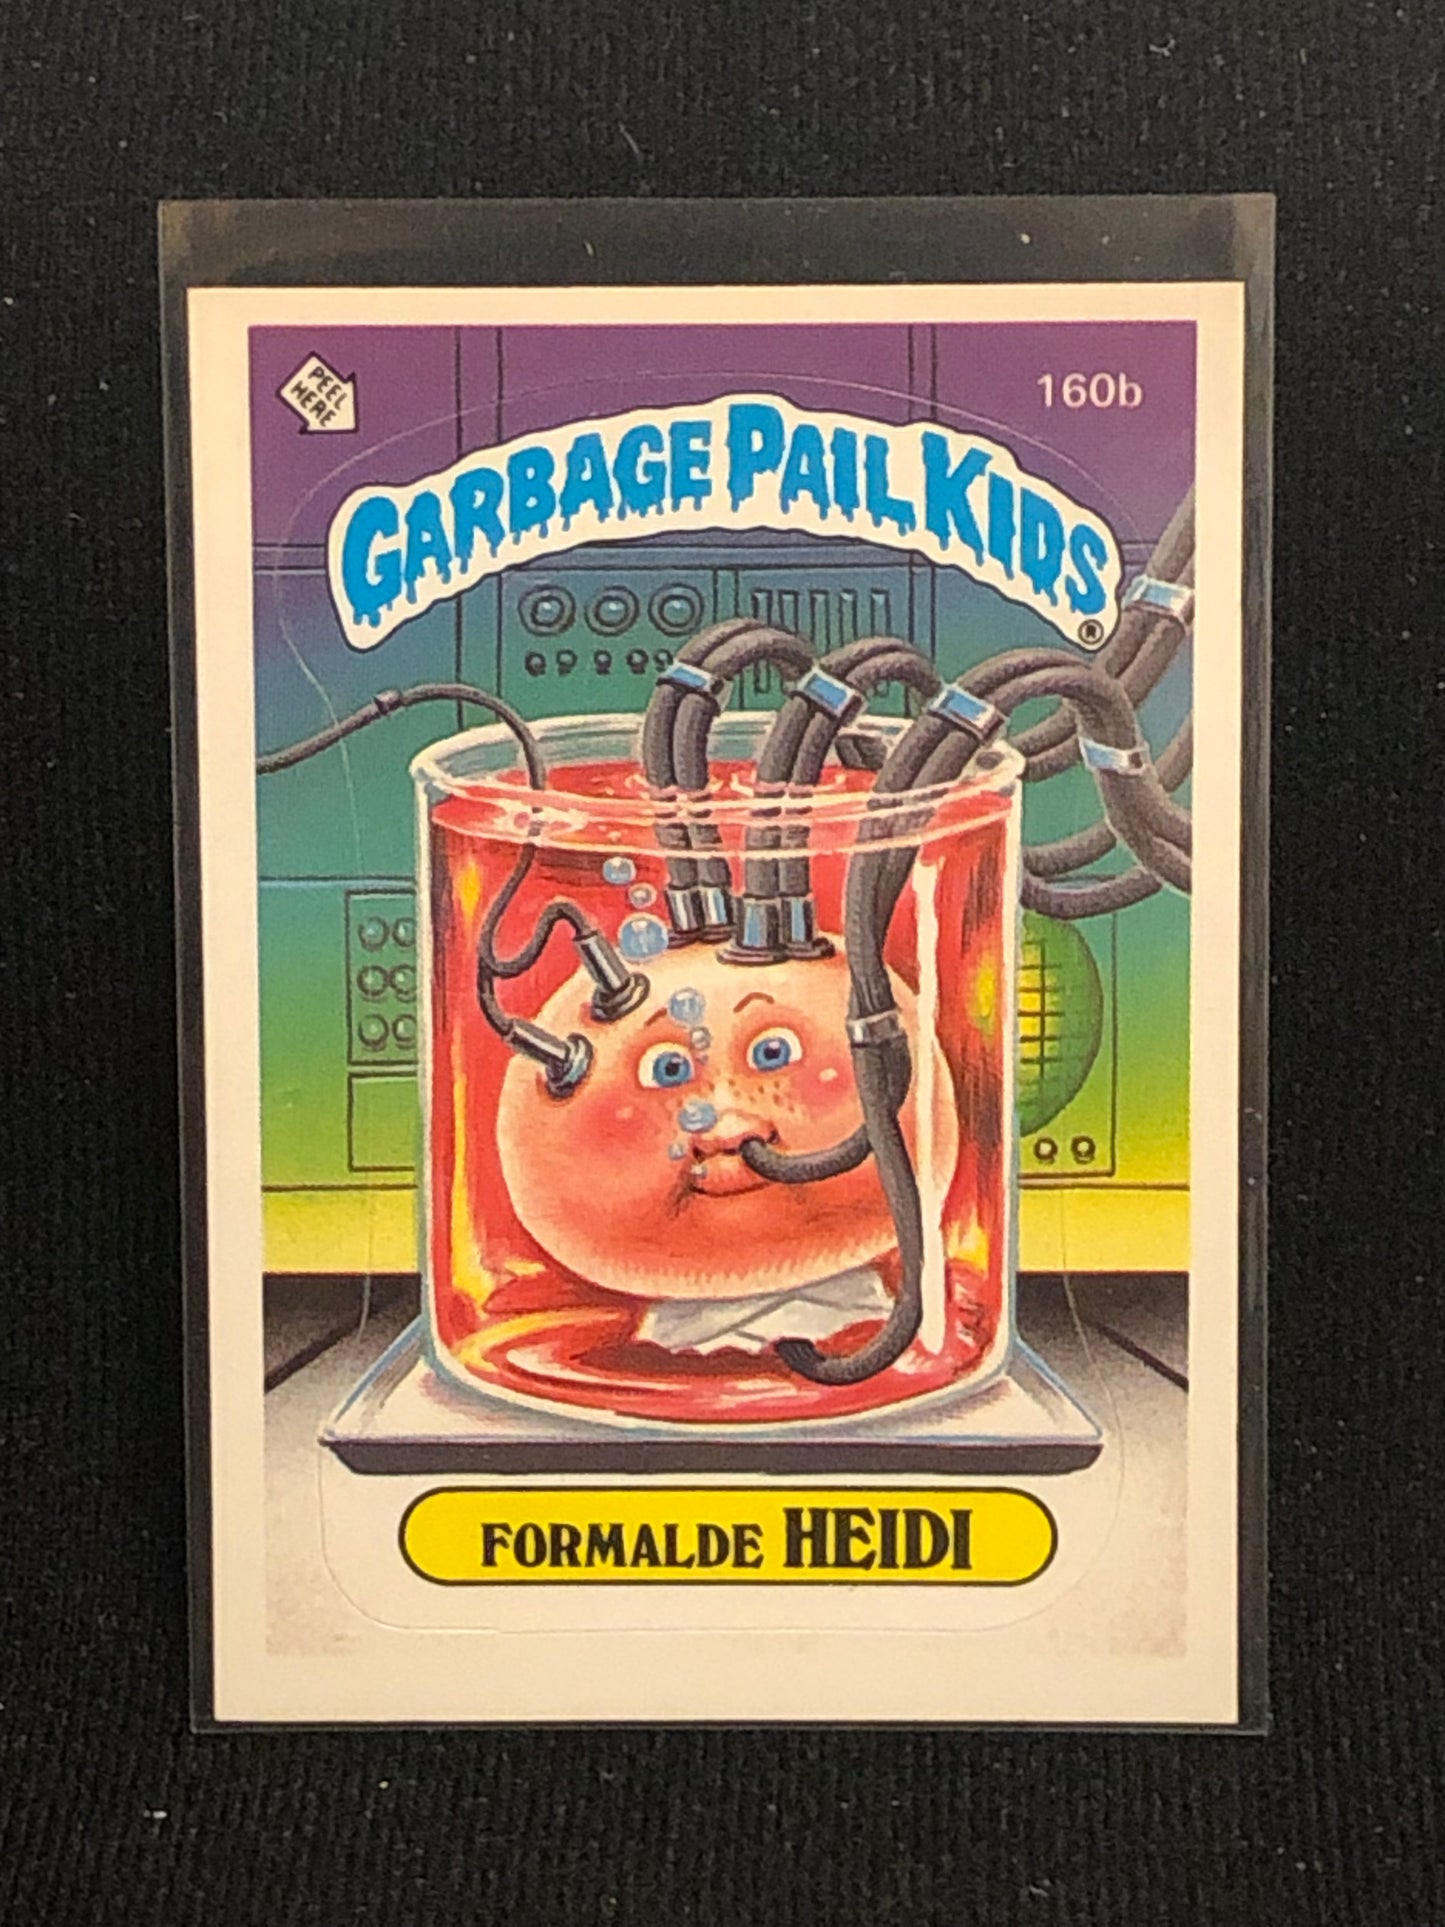 PEEL
HERE
160b
GARBAGE PAIL KIDS
®
FORMALDE HEIDI